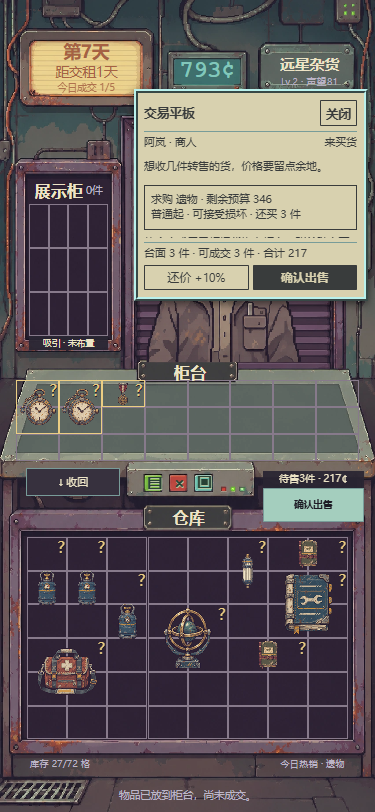 第7天
距交租1天
今日成交 1/5
793¢
远星杂货
Lv.2 · 声望81
交易平板
关闭
阿岚 · 商人
来买货
想收几件转售的货，价格要留点余地。
求购 遗物 · 剩余预算 346
普通起 · 可接受损坏 · 还买 3 件
台面 3 件 · 可成交 3 件 · 合计 217
还价 +10%
确认出售
展示柜 0件
吸引 · 未布置
柜台
? ? ?
↓收回
待售3件 · 217¢
确认出售
仓库
? ? ? ?
? ? ?
? ?
? ?
库存 27/72 格
今日热销 · 遗物
物品已放到柜台，尚未成交。